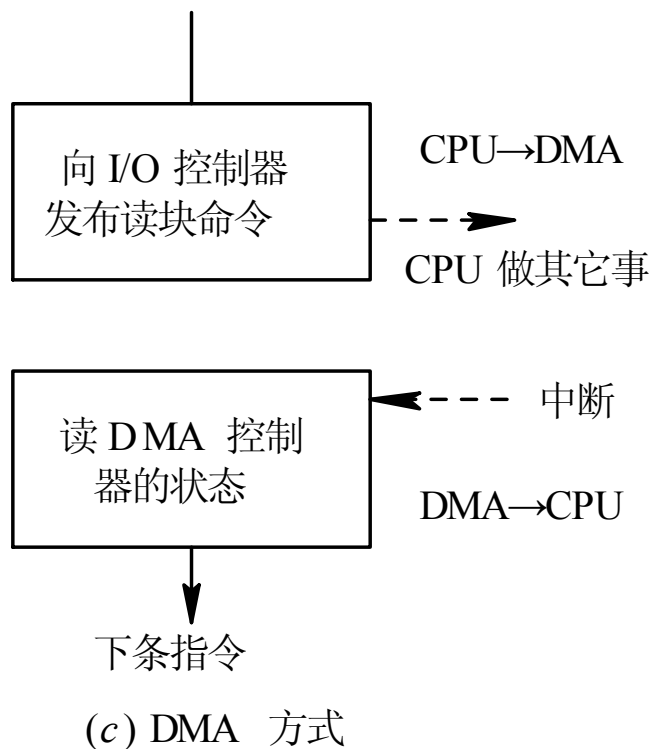 向 I/O 控制器
发布读块命令
CPU→DMA
CPU 做其它事
读 DMA 控制
器的状态
中断
DMA→CPU
下条指令
(c) DMA 方式